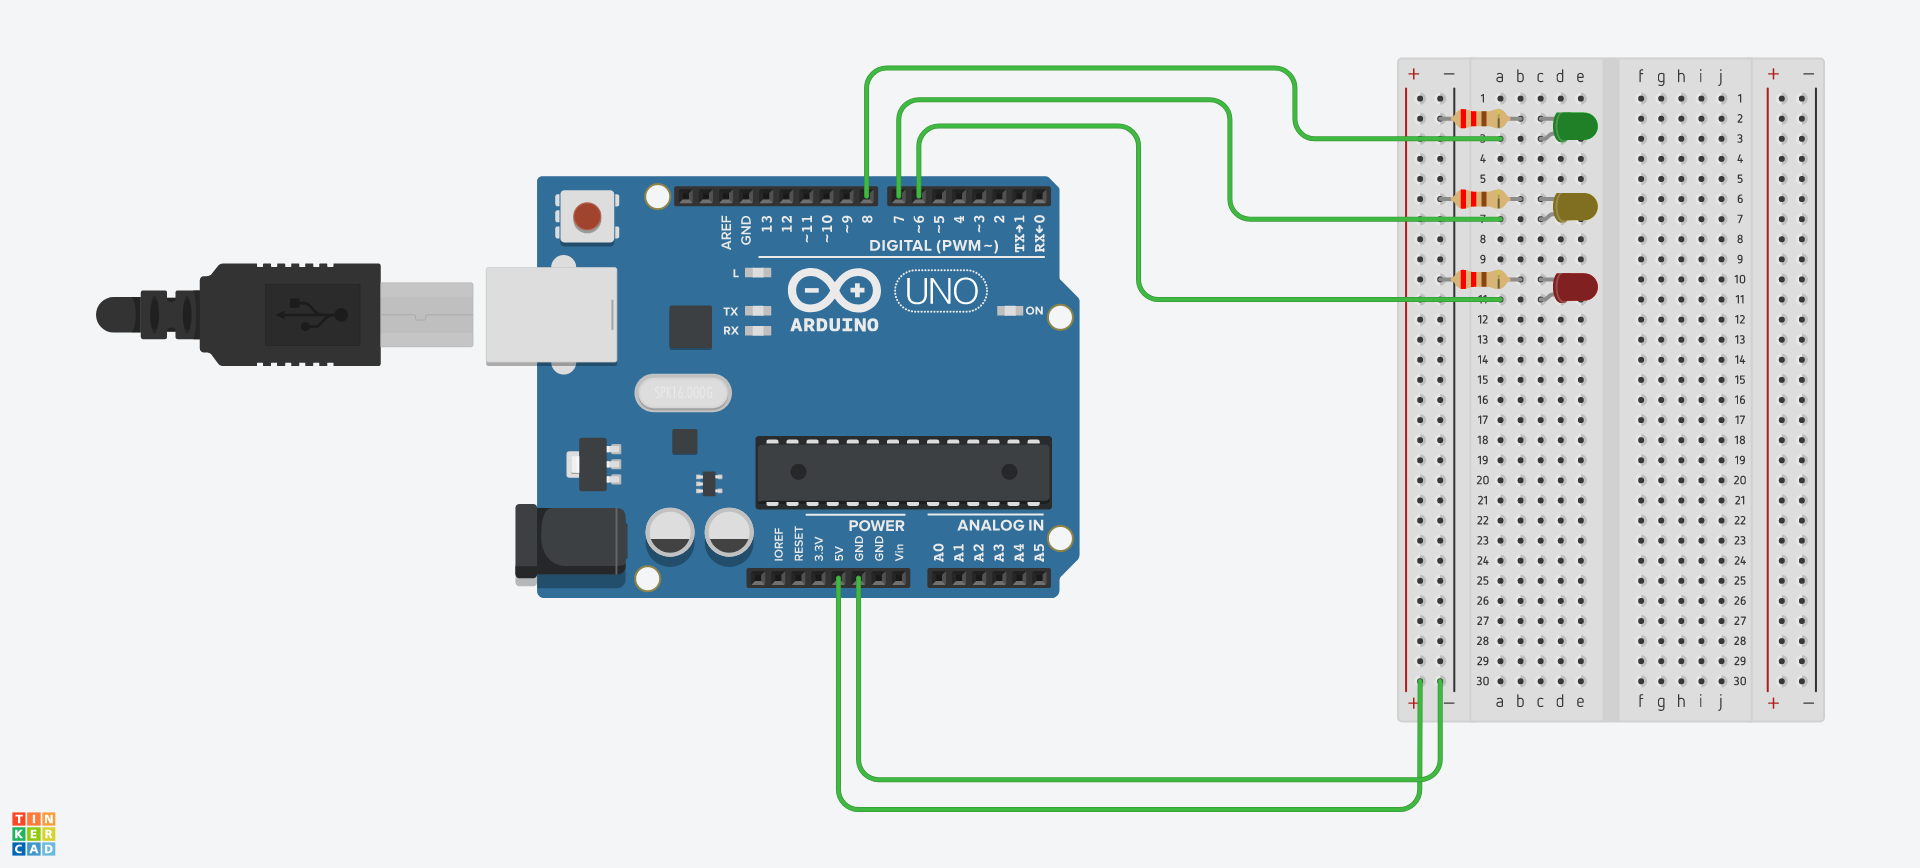 + − a b c d e f g h i j + −
1 1
2 2
3 3
4 4
5 5
6 6
7 7
8 8
9 9
10 10
11 11
12 12
13 13
14 14
15 15
16 16
17 17
18 18
19 19
20 20
21 21
22 22
23 23
24 24
25 25
26 26
27 27
28 28
29 29
30 30
+ − a b c d e f g h i j + −
AREF GND 13 12 ~11 ~10 ~9 8 7 ~6 ~5 4 ~3 2 TX→1 RX←0
DIGITAL (PWM~)
L
TX
RX
ARDUINO
UNO
ON
SPK16.000G
POWER ANALOG IN
IOREF RESET 3.3V 5V GND GND Vin A0 A1 A2 A3 A4 A5
TIN
KER
CAD